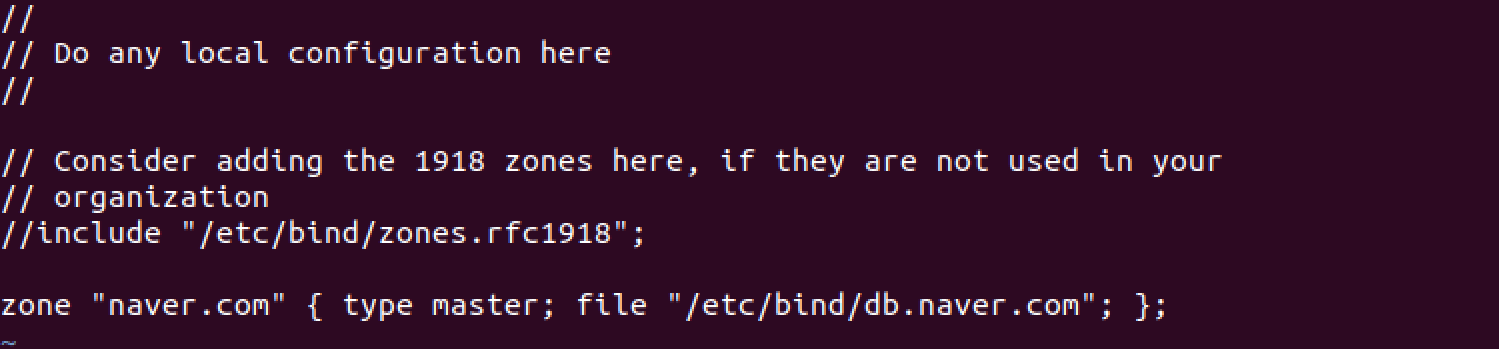 //
// Do any local configuration here
//
// Consider adding the 1918 zones here, if they are not used in your
// organization
//include "/etc/bind/zones.rfc1918";
zone "naver.com" { type master; file "/etc/bind/db.naver.com"; };
~